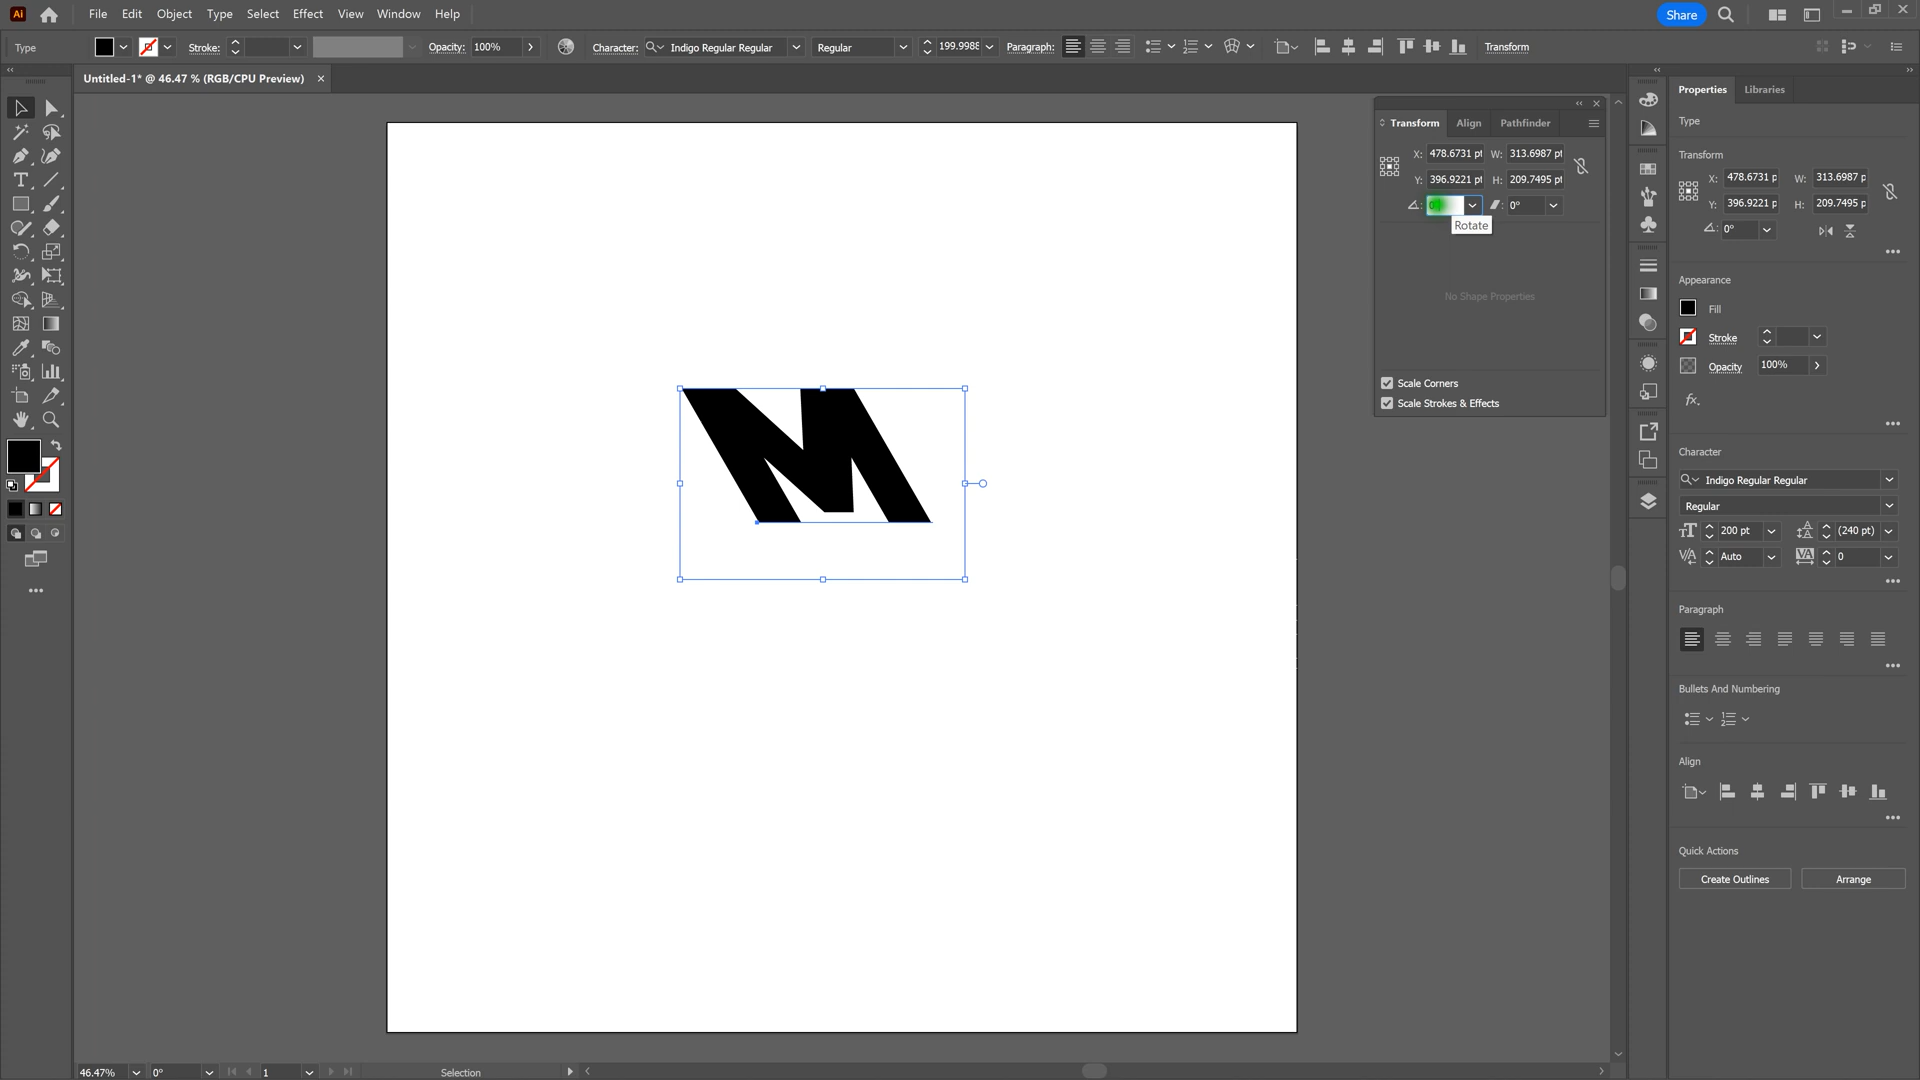 Ai File Edit Object Type Select Effect View Window Help Share
Type Stroke: Opacity: 100% Character: Indigo Regular Regular Regular 199.998 Paragraph: Transform
Untitled-1* @ 46.47 % (RGB/CPU Preview)
Transform Align Pathfinder
X: 478.6731 pt W: 313.6987 pt
Y: 396.9221 pt H: 209.7495 pt
0°
Rotate
No Shape Properties
Scale Corners
Scale Strokes & Effects
M
Properties Libraries
Type
Transform
X: 478.6731 p W: 313.6987 p
Y: 396.9221 p H: 209.7495 p
0°
Appearance
Fill
Stroke
Opacity 100%
fx.
Character
Indigo Regular Regular
Regular
200 pt (240 pt)
Auto 0
Paragraph
Bullets And Numbering
Align
Quick Actions
Create Outlines Arrange
46.47% 0° 1 Selection